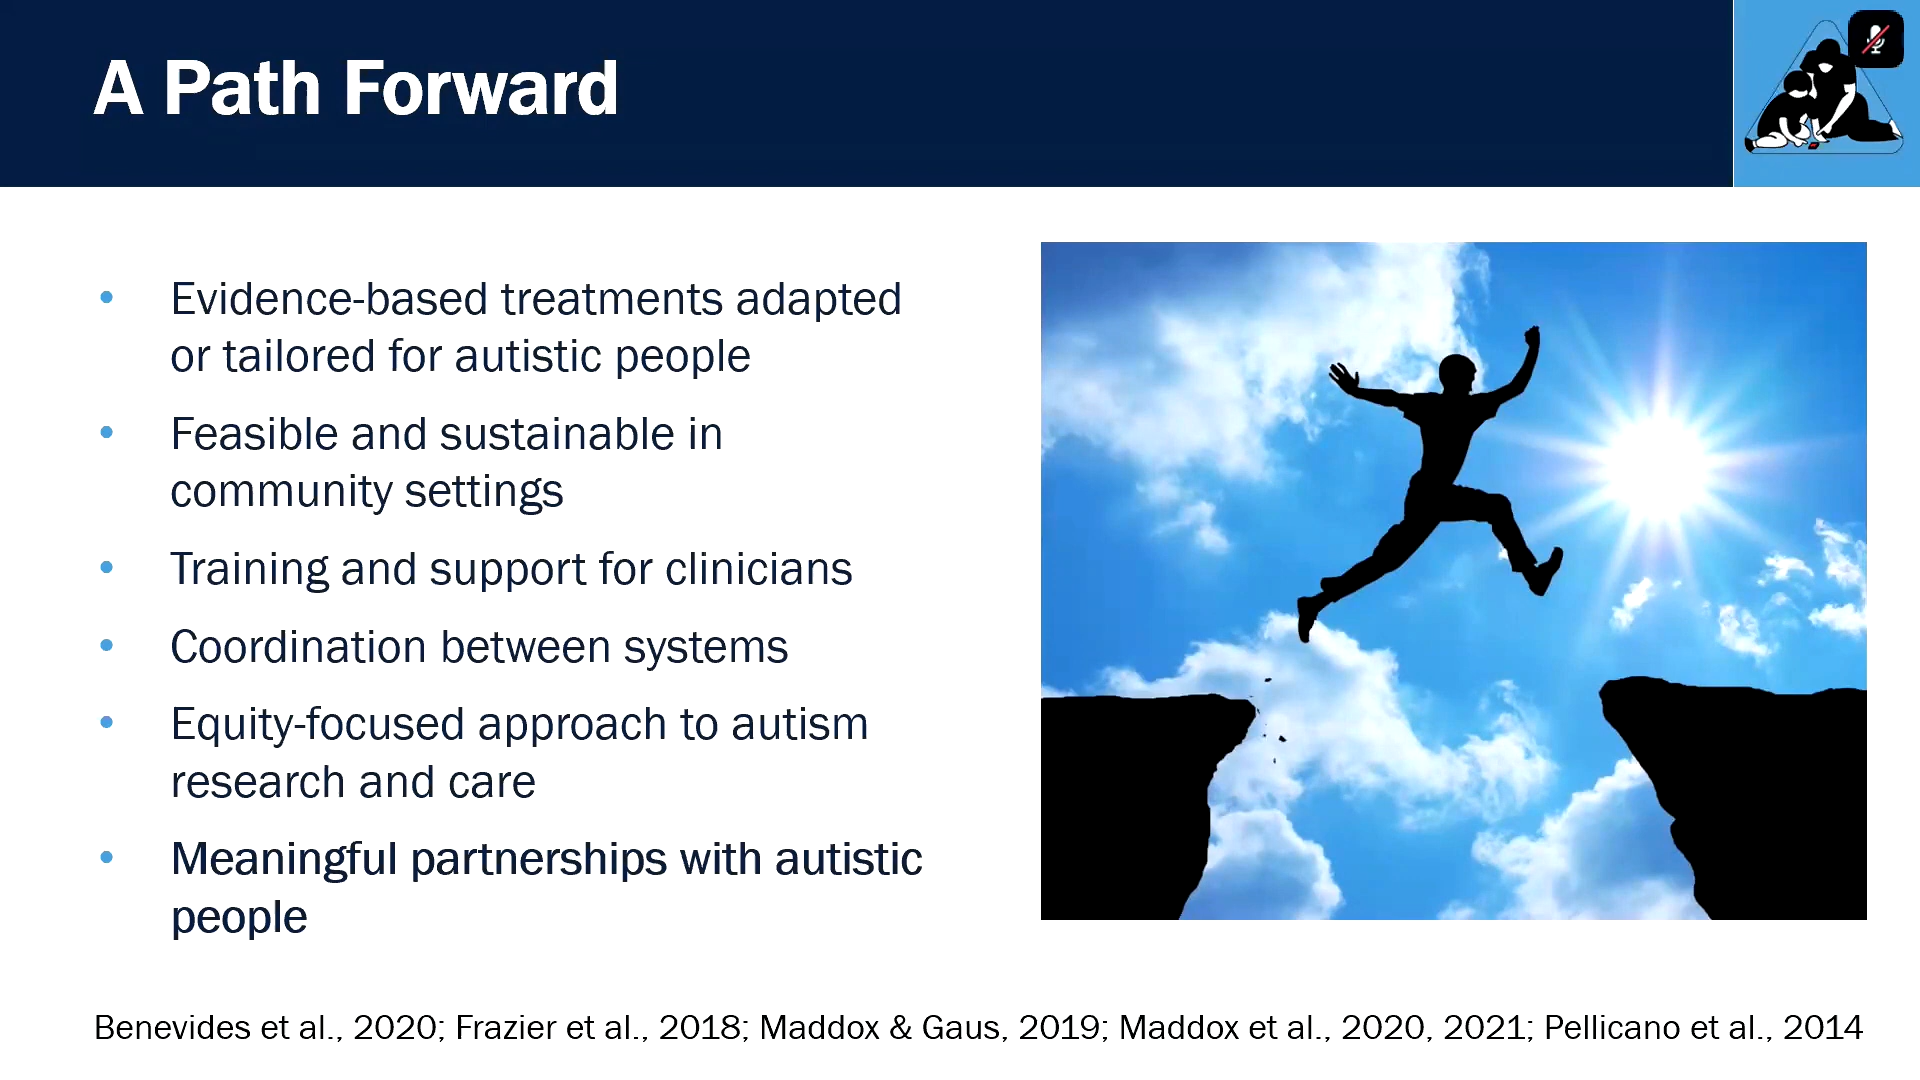 A Path Forward
• Evidence-based treatments adapted
or tailored for autistic people
• Feasible and sustainable in
community settings
• Training and support for clinicians
• Coordination between systems
• Equity-focused approach to autism
research and care
• Meaningful partnerships with autistic
people
Benevides et al., 2020; Frazier et al., 2018; Maddox & Gaus, 2019; Maddox et al., 2020, 2021; Pellicano et al., 2014